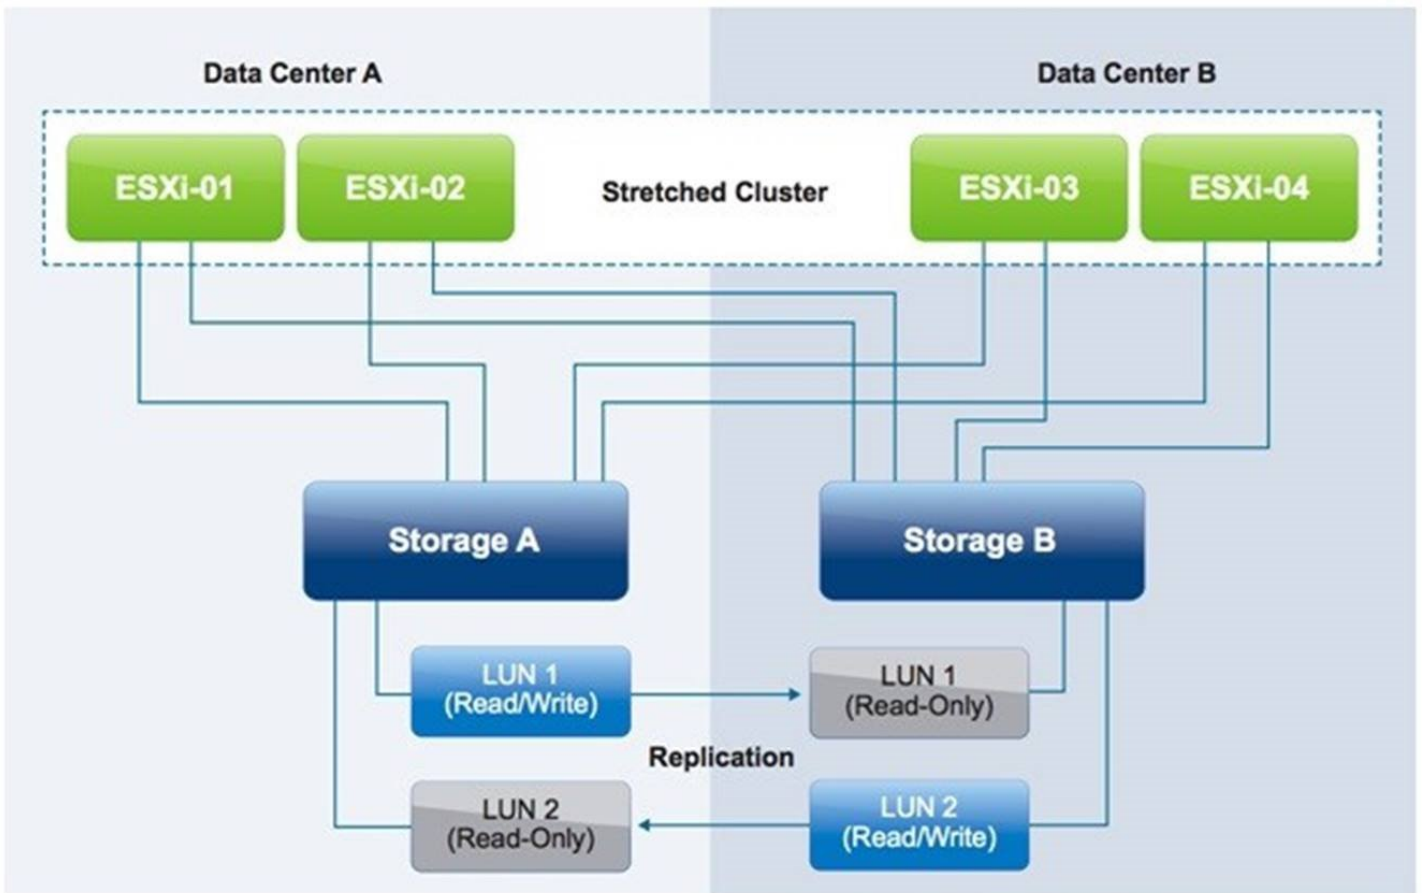 Data Center A
Data Center B
ESXi-01
ESXi-02
Stretched Cluster
ESXi-03
ESXi-04
Storage A
Storage B
LUN 1
(Read/Write)
LUN 1
(Read-Only)
Replication
LUN 2
(Read-Only)
LUN 2
(Read/Write)